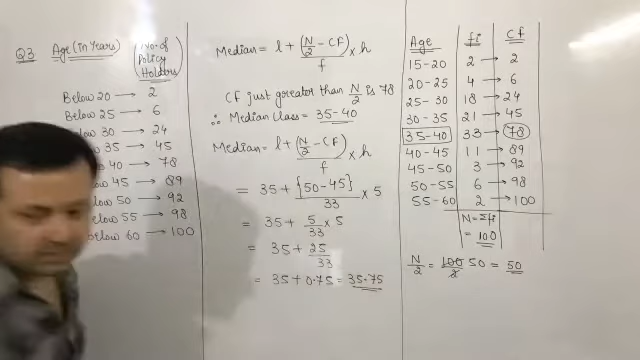 Q3 Age (in Years) (No. of Policy Holders)
Below 20 → 2
Below 25 → 6
Below 30 → 24
35 → 45
40 → 78
45 → 89
50 → 92
Below 55 → 98
Below 60 → 100
Median = l + (N/2 - CF)/f × h
CF just greater than N/2 is 78
∴ Median Class = 35-40
Median = l + (N/2 - CF)/f × h
= 35 + {50-45}/33 × 5
= 35 + 5/33 × 5
= 35 + 25/33
= 35 + 0.75 = 35.75
Age fi CF
15-20 2 → 2
20-25 4 → 6
25-30 18 → 24
30-35 21 → 45
35-40 33 → 78
40-45 11 → 89
45-50 3 → 92
50-55 6 → 98
55-60 2 → 100
N = Σfi
= 100
N/2 = 100/2 50 = 50